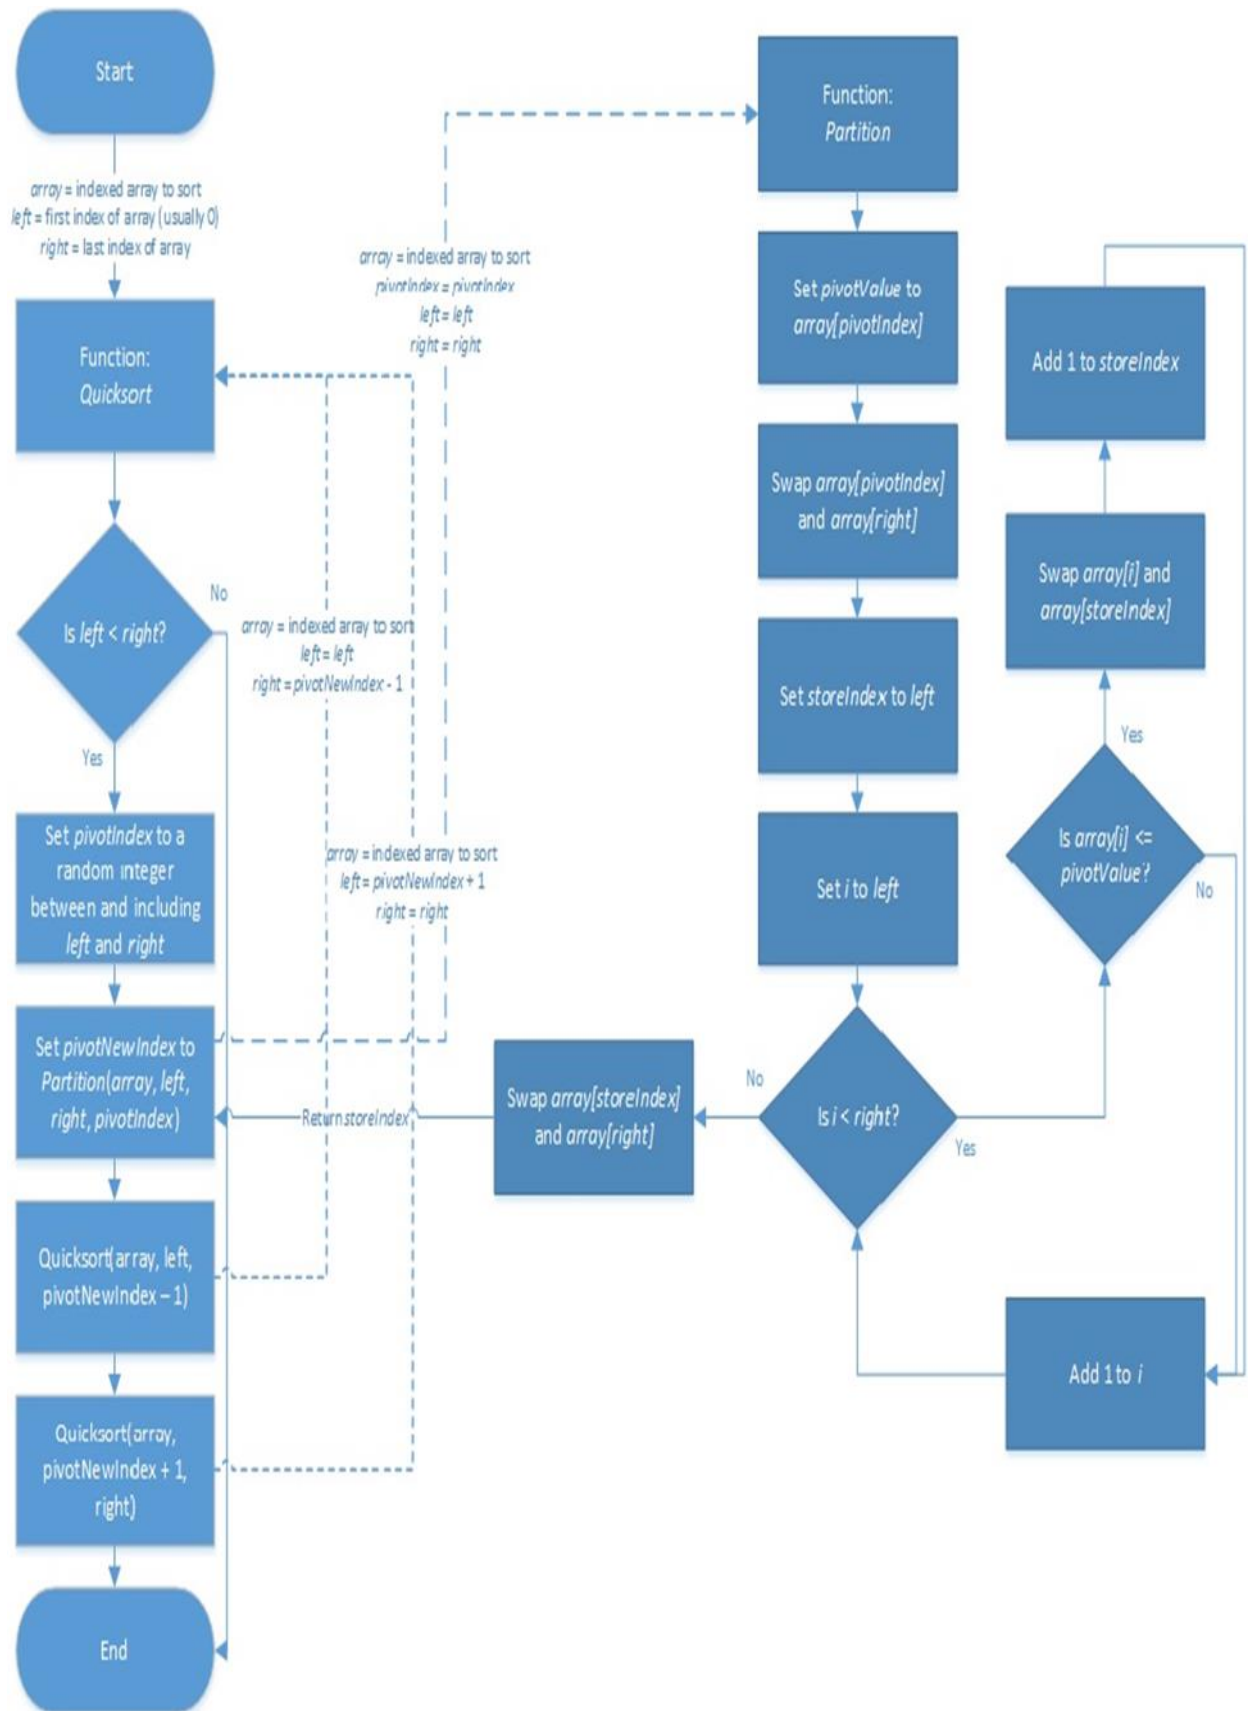 Start
array = indexed array to sort
left = first index of array (usually 0)
right = last index of array
Function:
Quicksort
Is left < right?
No
Yes
Set pivotIndex to a
random integer
between and including
left and right
Set pivotNewIndex to
Partition(array, left,
right, pivotIndex)
Quicksort(array, left,
pivotNewIndex – 1)
Quicksort(array,
pivotNewIndex + 1,
right)
End
array = indexed array to sort
pivotIndex = pivotIndex
left = left
right = right
array = indexed array to sort
left = left
right = pivotNewIndex - 1
array = indexed array to sort
left = pivotNewIndex + 1
right = right
Return storeIndex
Function:
Partition
Set pivotValue to
array[pivotIndex]
Swap array[pivotIndex]
and array[right]
Set storeIndex to left
Set i to left
Is i < right?
No
Yes
Swap array[storeIndex]
and array[right]
Add 1 to storeIndex
Swap array[i] and
array[storeIndex]
Yes
Is array[i] <=
pivotValue?
No
Add 1 to i